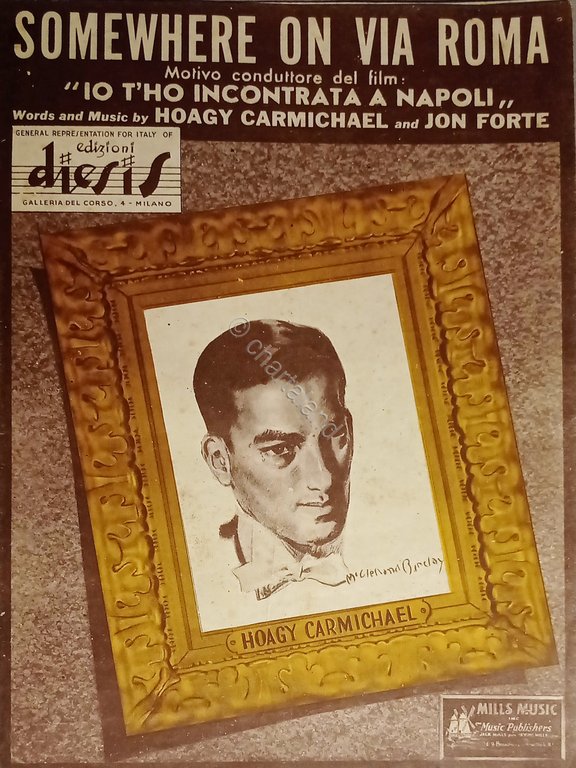 SOMEWHERE ON VIA ROMA
Motivo conduttore del film:
"IO T'HO INCONTRATA A NAPOLI„
Words and Music by HOAGY CARMICHAEL and JON FORTE
GENERAL REPRESENTATION FOR ITALY OF
edizioni
diesis
GALLERIA DEL CORSO, 4 - MILANO
© chartaland
McClelland Barclay
HOAGY CARMICHAEL
MILLS MUSIC
INC.
Music Publishers